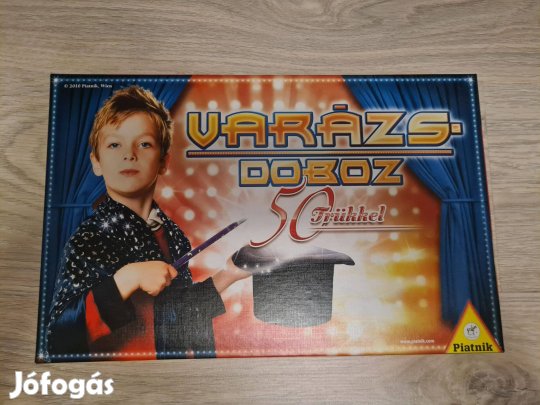 © 2010 Piatnik, Wien
VARÁZS-
DOBOZ
50 Trükkel
www.piatnik.com
Piatnik
Jófogás